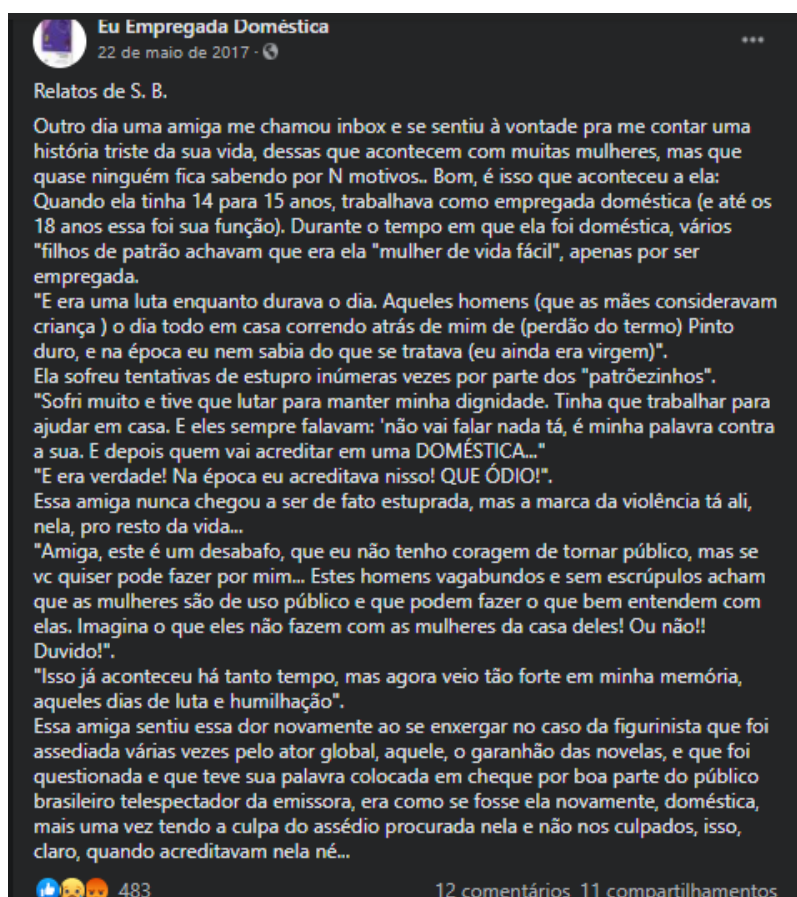 Eu Empregada Doméstica
22 de maio de 2017 ·
Relatos de S. B.
Outro dia uma amiga me chamou inbox e se sentiu à vontade pra me contar uma
história triste da sua vida, dessas que acontecem com muitas mulheres, mas que
quase ninguém fica sabendo por N motivos.. Bom, é isso que aconteceu a ela:
Quando ela tinha 14 para 15 anos, trabalhava como empregada doméstica (e até os
18 anos essa foi sua função). Durante o tempo em que ela foi doméstica, vários
"filhos de patrão achavam que era ela "mulher de vida fácil", apenas por ser
empregada.
"E era uma luta enquanto durava o dia. Aqueles homens (que as mães consideravam
criança ) o dia todo em casa correndo atrás de mim de (perdão do termo) Pinto
duro, e na época eu nem sabia do que se tratava (eu ainda era virgem)".
Ela sofreu tentativas de estupro inúmeras vezes por parte dos "patrõezinhos".
"Sofri muito e tive que lutar para manter minha dignidade. Tinha que trabalhar para
ajudar em casa. E eles sempre falavam: 'não vai falar nada tá, é minha palavra contra
a sua. E depois quem vai acreditar em uma DOMÉSTICA..."
"E era verdade! Na época eu acreditava nisso! QUE ÓDIO!".
Essa amiga nunca chegou a ser de fato estuprada, mas a marca da violência tá ali,
nela, pro resto da vida...
"Amiga, este é um desabafo, que eu não tenho coragem de tornar público, mas se
vc quiser pode fazer por mim... Estes homens vagabundos e sem escrúpulos acham
que as mulheres são de uso público e que podem fazer o que bem entendem com
elas. Imagina o que eles não fazem com as mulheres da casa deles! Ou não!!
Duvido!".
"Isso já aconteceu há tanto tempo, mas agora veio tão forte em minha memória,
aqueles dias de luta e humilhação".
Essa amiga sentiu essa dor novamente ao se enxergar no caso da figurinista que foi
assediada várias vezes pelo ator global, aquele, o garanhão das novelas, e que foi
questionada e que teve sua palavra colocada em cheque por boa parte do público
brasileiro telespectador da emissora, era como se fosse ela novamente, doméstica,
mais uma vez tendo a culpa do assédio procurada nela e não nos culpados, isso,
claro, quando acreditavam nela né...
483 12 comentários 11 compartilhamentos